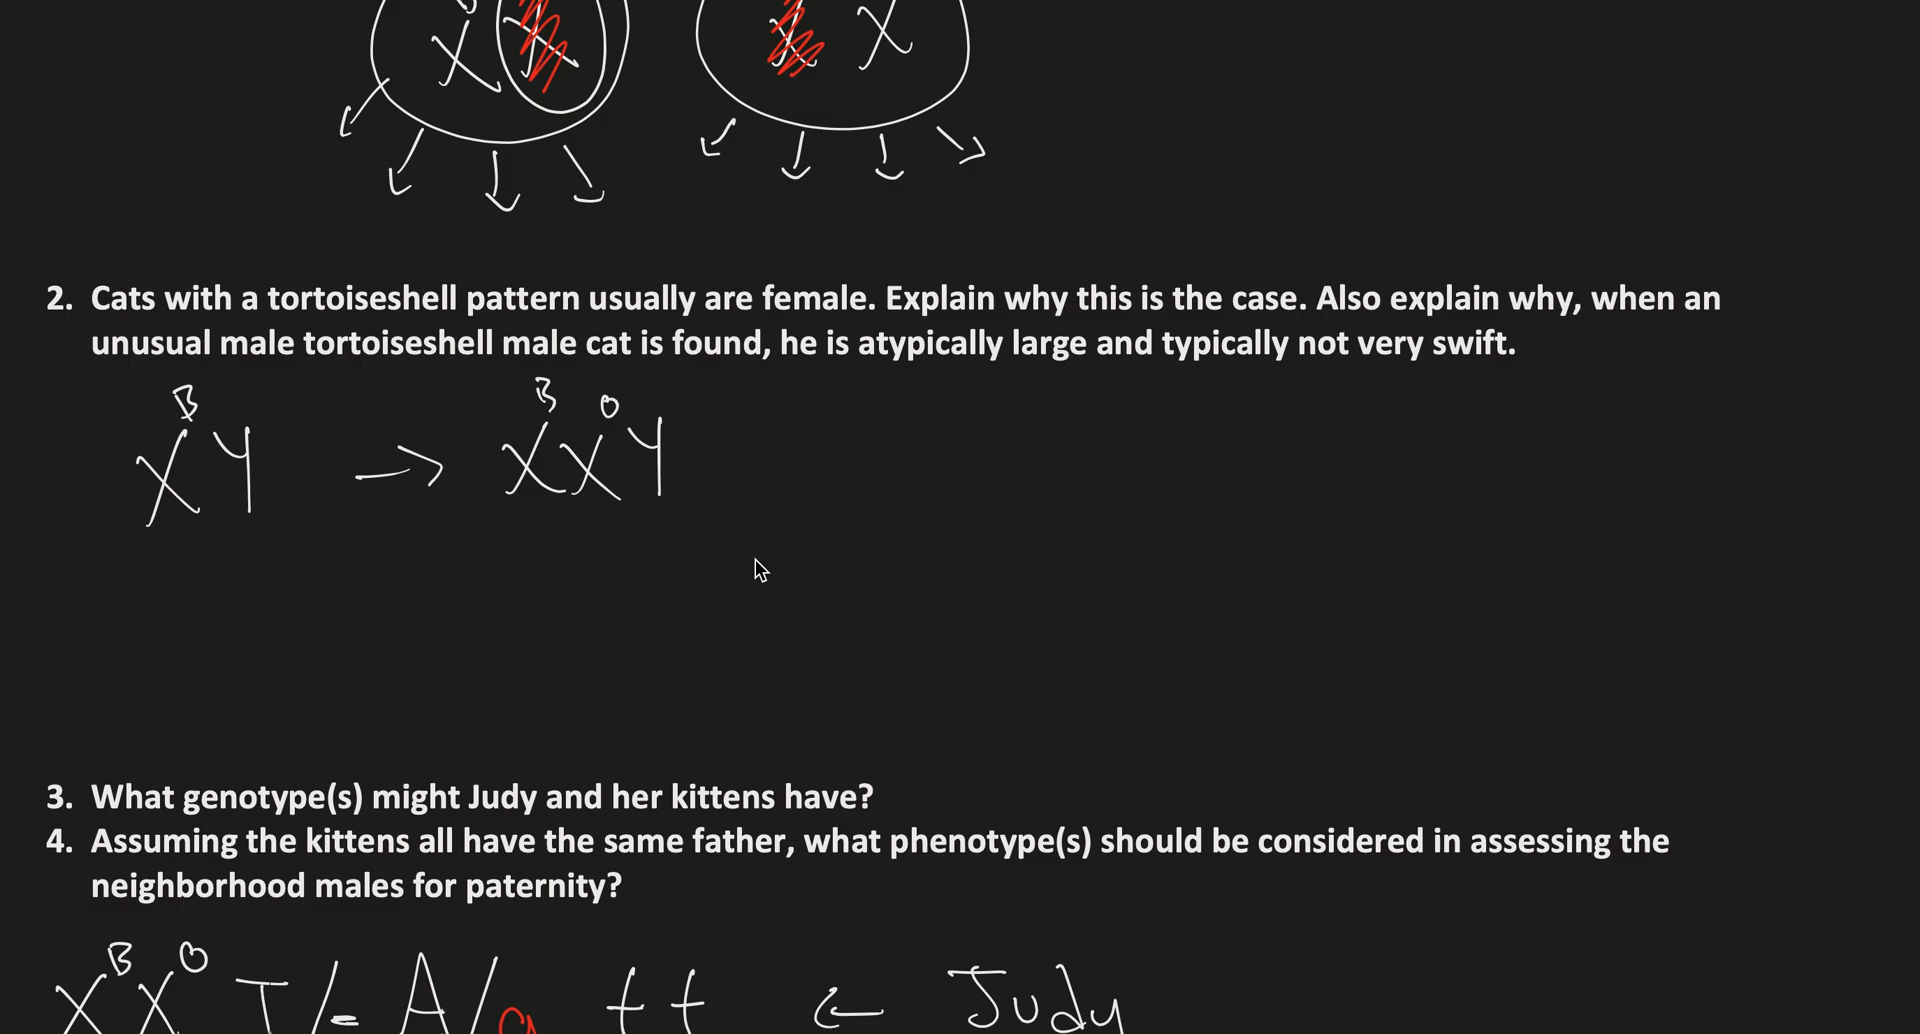 X X
X X
2. Cats with a tortoiseshell pattern usually are female. Explain why this is the case. Also explain why, when an
unusual male tortoiseshell male cat is found, he is atypically large and typically not very swift.
X^B Y → X^B X^O Y
3. What genotype(s) might Judy and her kittens have?
4. Assuming the kittens all have the same father, what phenotype(s) should be considered in assessing the
neighborhood males for paternity?
X^B X^O T/- A/a tt ← Judy